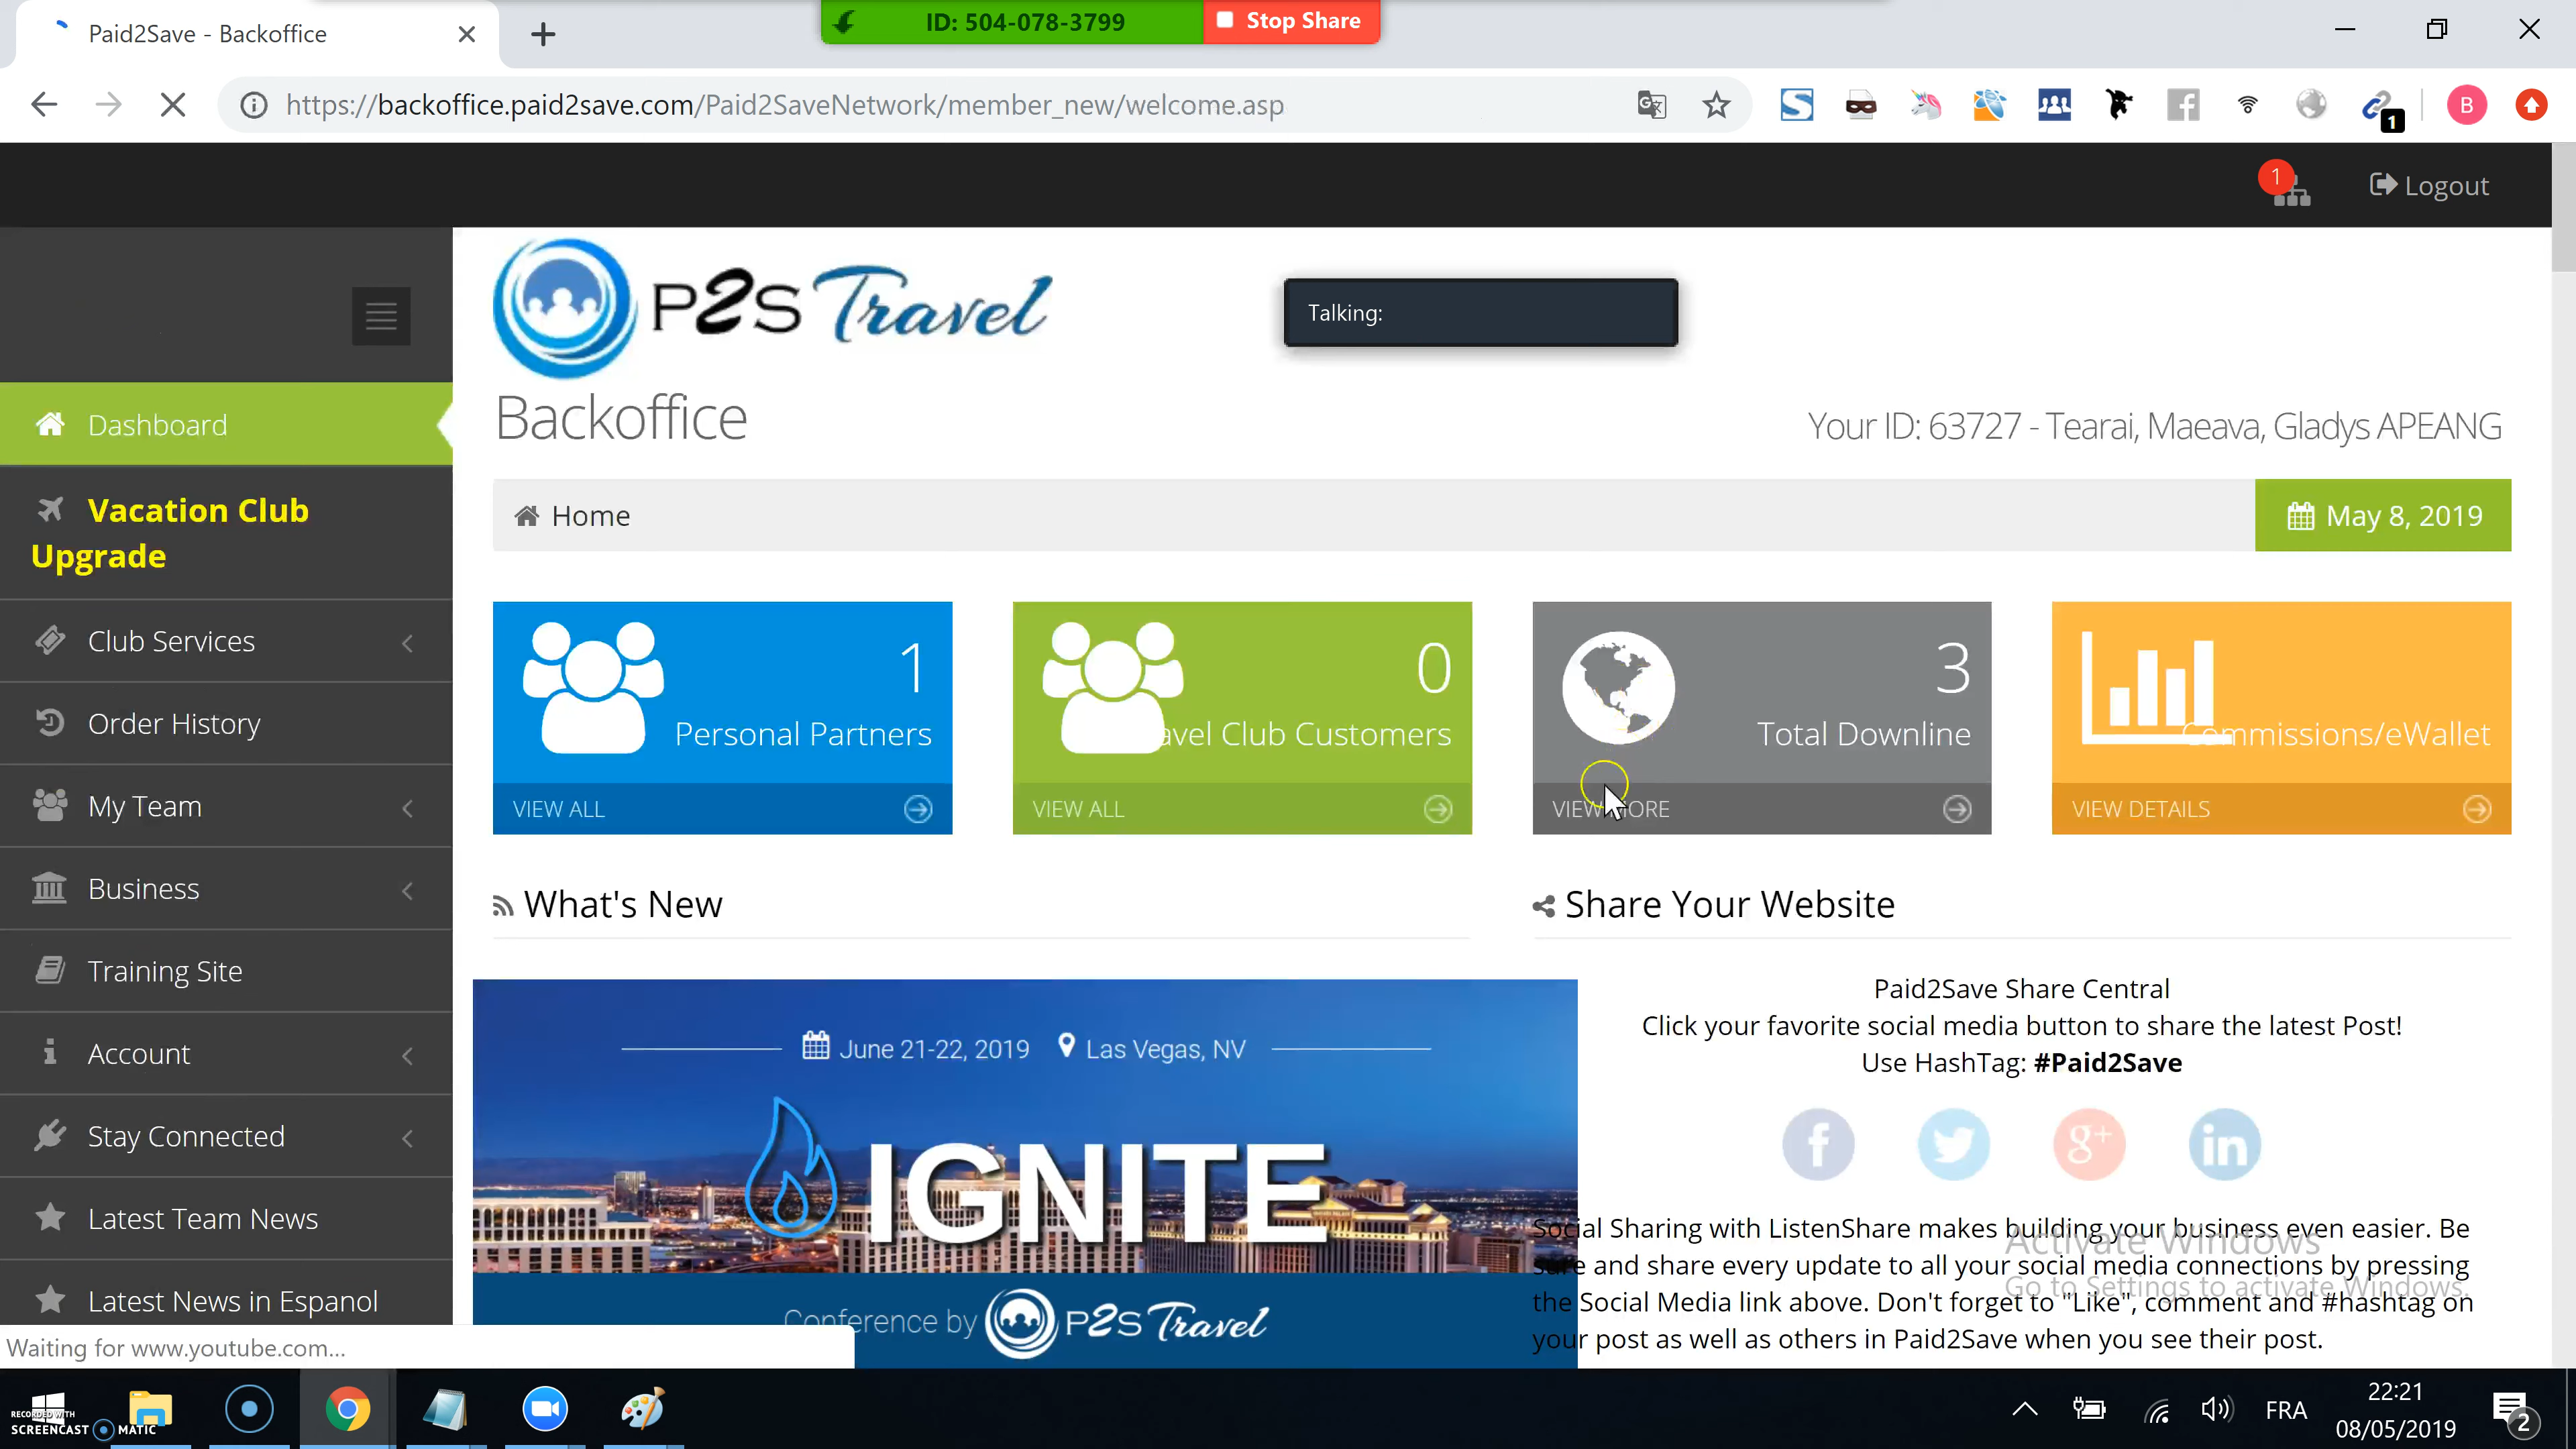 Paid2Save - Backoffice
ID: 504-078-3799
Stop Share
https://backoffice.paid2save.com/Paid2SaveNetwork/member_new/welcome.asp
1
B
1
Logout
P2S Travel
Talking:
Backoffice
Your ID: 63727 - Tearai, Maeava, Gladys APEANG
Home
May 8, 2019
Dashboard
Vacation Club
Upgrade
Club Services
Order History
My Team
Business
Training Site
Account
Stay Connected
Latest Team News
Latest News in Espanol
1
Personal Partners
VIEW ALL
0
avel Club Customers
VIEW ALL
3
Total Downline
VIEW MORE
Commissions/eWallet
VIEW DETAILS
What's New
Share Your Website
June 21-22, 2019 Las Vegas, NV
IGNITE
Conference by P2S Travel
Paid2Save Share Central
Click your favorite social media button to share the latest Post!
Use HashTag: #Paid2Save
f
g+
in
Social Sharing with ListenShare makes building your business even easier. Be
sure and share every update to all your social media connections by pressing
the Social Media link above. Don't forget to "Like", comment and #hashtag on
your post as well as others in Paid2Save when you see their post.
Activate Windows
Go to Settings to activate Windows.
Waiting for www.youtube.com...
RECORDED WITH
SCREENCAST MATIC
FRA
22:21
08/05/2019
2